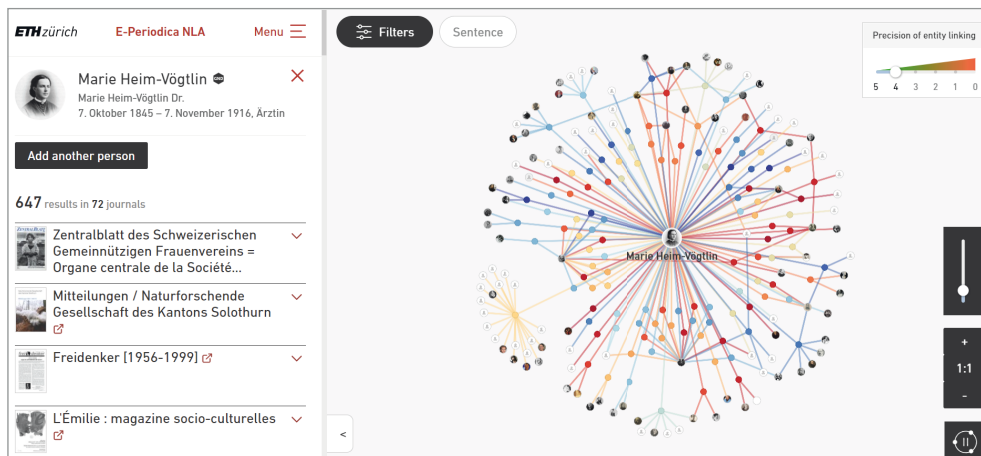 ETH zürich
E-Periodica NLA
Menu
Marie Heim-Vögtlin GND
Marie Heim-Vögtlin Dr.
7. Oktober 1845 – 7. November 1916, Ärztin
Add another person
647 results in 72 journals
Zentralblatt des Schweizerischen
Gemeinnützigen Frauenvereins =
Organe centrale de la Société...
Mitteilungen / Naturforschende
Gesellschaft des Kantons Solothurn
Freidenker [1956-1999]
L'Émilie : magazine socio-culturelles
Filters
Sentence
Marie Heim-Vögtlin
<
Precision of entity linking
5 4 3 2 1 0
+
1:1
-